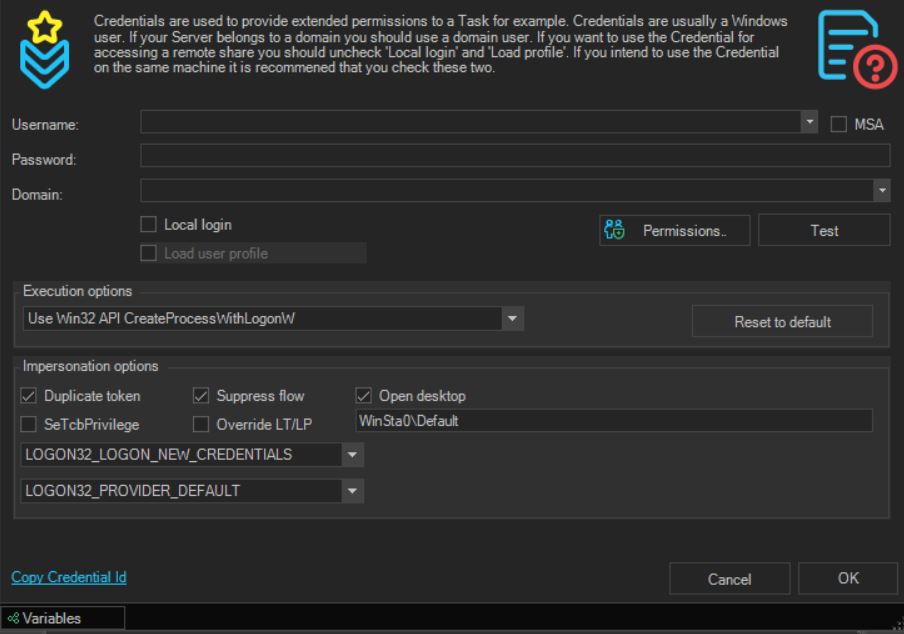 Credentials are used to provide extended permissions to a Task for example. Credentials are usually a Windows
user. If your Server belongs to a domain you should use a domain user. If you want to use the Credential for
accessing a remote share you should uncheck 'Local login' and 'Load profile'. If you intend to use the Credential
on the same machine it is recommened that you check these two.
Username:
MSA
Password:
Domain:
Local login
Permissions..
Test
Load user profile
Execution options
Use Win32 API CreateProcessWithLogonW
Reset to default
Impersonation options
Duplicate token
Suppress flow
Open desktop
SeTcbPrivilege
Override LT/LP
WinSta0\Default
LOGON32_LOGON_NEW_CREDENTIALS
LOGON32_PROVIDER_DEFAULT
Copy Credential Id
Cancel
OK
Variables